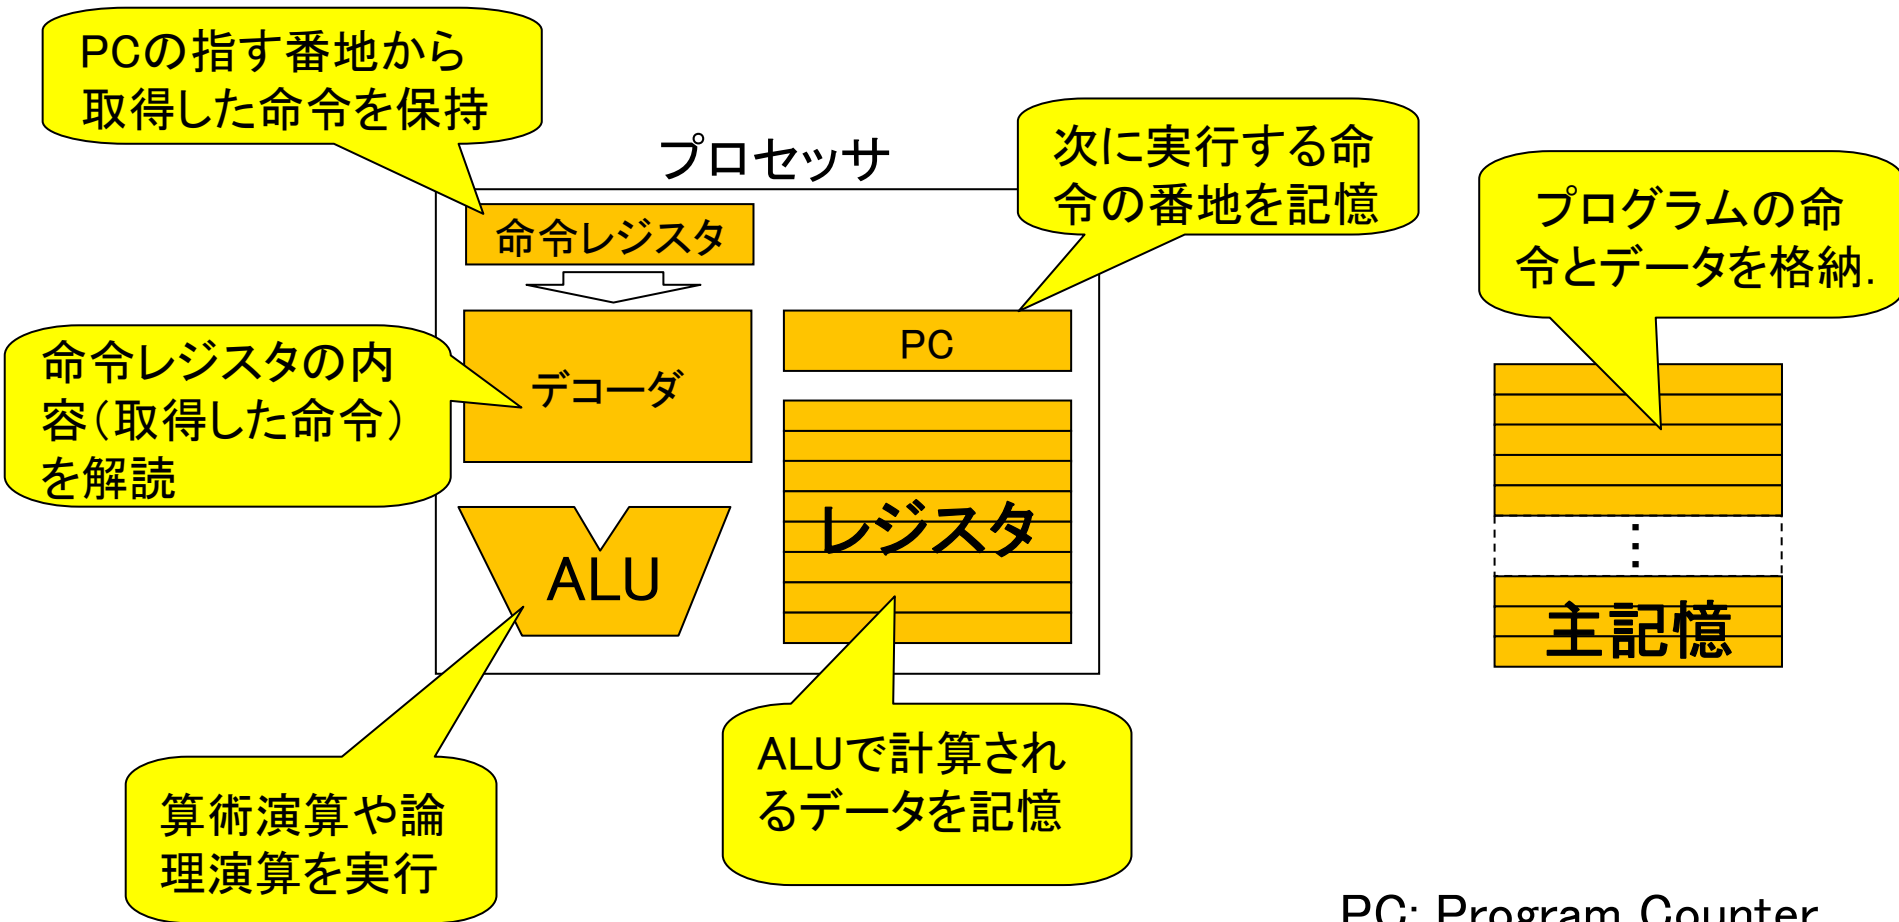 PCの指す番地から
取得した命令を保持
プロセッサ
次に実行する命
令の番地を記憶
プログラムの命
令とデータを格納.
命令レジスタ
命令レジスタの内
容(取得した命令)
を解読
デコーダ
PC
レジスタ
ALU
主記憶
算術演算や論
理演算を実行
ALUで計算され
るデータを記憶
PC: Program Counter